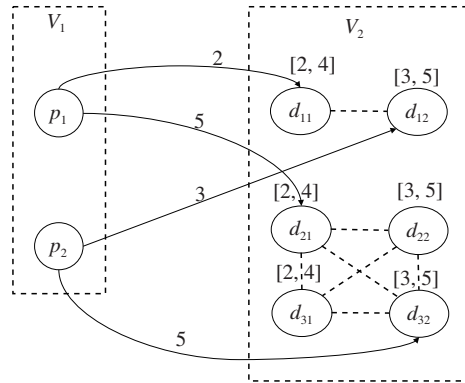 V1 V2
2 [2, 4] [3, 5]
p1 d11 d12
5
3 [2, 4] [3, 5]
d21 d22
p2 [2, 4] [3, 5]
d31 d32
5